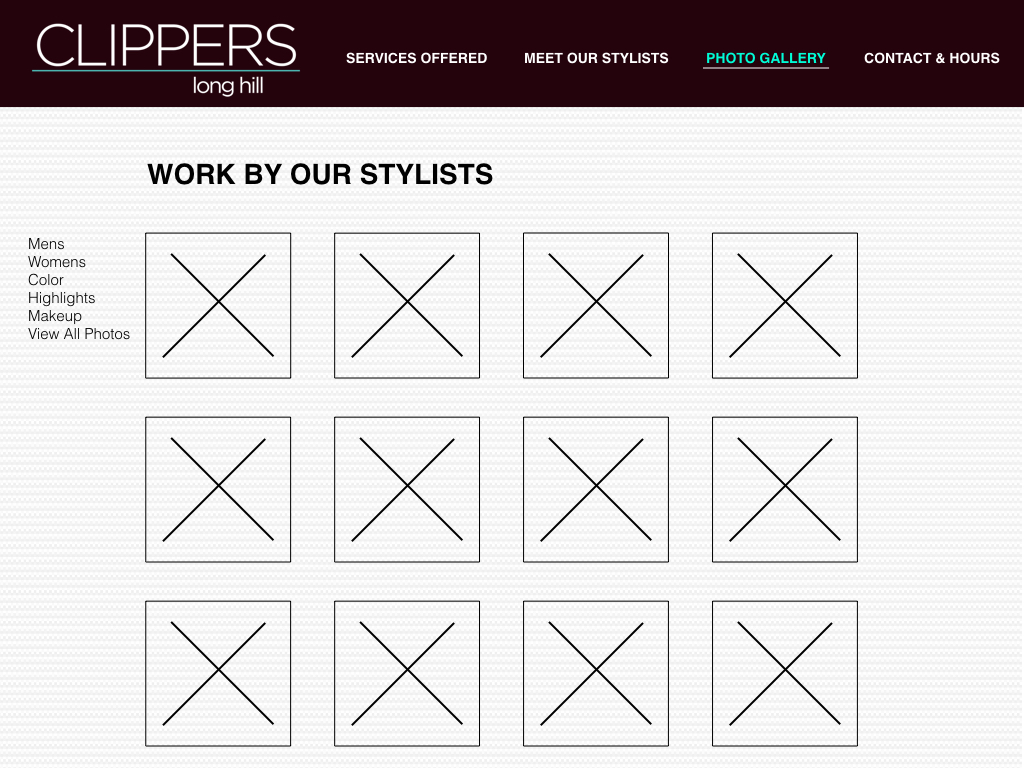 CLIPPERS
long hill
SERVICES OFFERED
MEET OUR STYLISTS
PHOTO GALLERY
CONTACT & HOURS
WORK BY OUR STYLISTS
Mens
Womens
Color
Highlights
Makeup
View All Photos